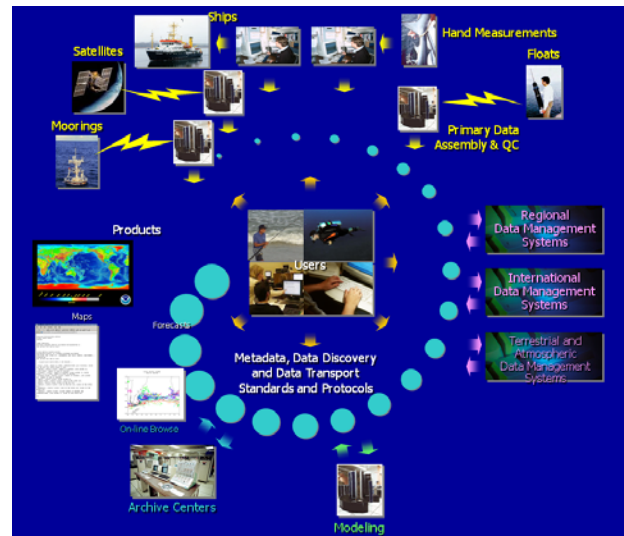 Ships
Hand Measurements
Satellites
Floats
Moorings
Primary Data
Assembly & QC
Regional
Data Management
Systems
Products
Users
International
Data Management
Systems
Maps
Forecasts
Terrestrial and
Atmospheric
Data Management
Systems
Metadata, Data Discovery
and Data Transport
Standards and Protocols
On-line Browse
Archive Centers
Modeling